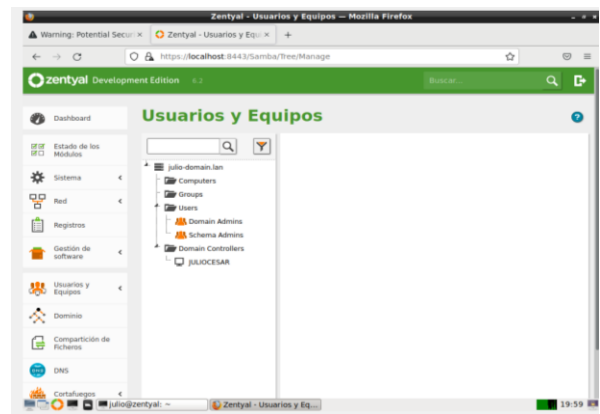 Zentyal - Usuarios y Equipos — Mozilla Firefox
Warning: Potential Secur
Zentyal - Usuarios y Equi
https://localhost:8443/Samba/Tree/Manage
zentyal Development Edition 6.2
Buscar...
Usuarios y Equipos
Dashboard
Estado de los
Módulos
Sistema
Red
Registros
Gestión de
software
Usuarios y
Equipos
Dominio
Compartición de
Ficheros
DNS
Cortafuegos
julio-domain.lan
Computers
Groups
Users
Domain Admins
Schema Admins
Domain Controllers
JULIOCESAR
julio@zentyal: ~
Zentyal - Usuarios y Eq...
19:59